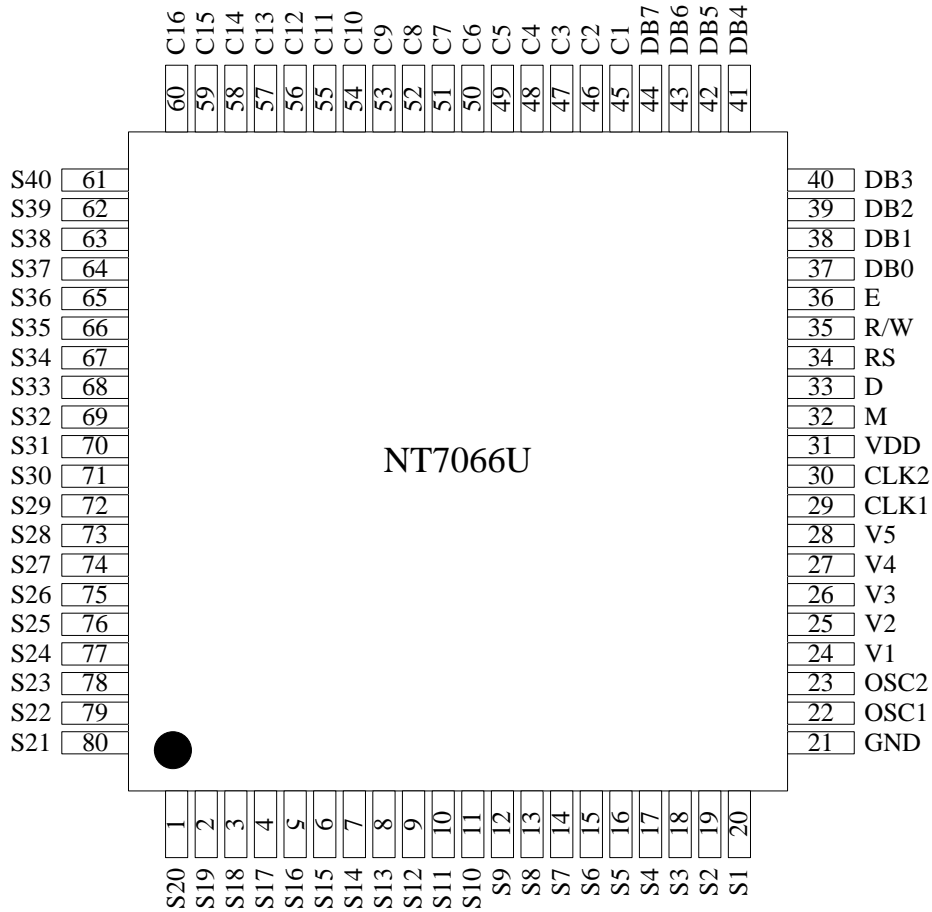 C16 C15 C14 C13 C12 C11 C10 C9 C8 C7 C6 C5 C4 C3 C2 C1 DB7 DB6 DB5 DB4
60 59 58 57 56 55 54 53 52 51 50 49 48 47 46 45 44 43 42 41
S40 61 40 DB3
S39 62 39 DB2
S38 63 38 DB1
S37 64 37 DB0
S36 65 36 E
S35 66 35 R/W
S34 67 34 RS
S33 68 33 D
S32 69 32 M
S31 70 31 VDD
NT7066U
S30 71 30 CLK2
S29 72 29 CLK1
S28 73 28 V5
S27 74 27 V4
S26 75 26 V3
S25 76 25 V2
S24 77 24 V1
S23 78 23 OSC2
S22 79 22 OSC1
S21 80 21 GND
1 2 3 4 5 6 7 8 9 10 11 12 13 14 15 16 17 18 19 20
S20 S19 S18 S17 S16 S15 S14 S13 S12 S11 S10 S9 S8 S7 S6 S5 S4 S3 S2 S1